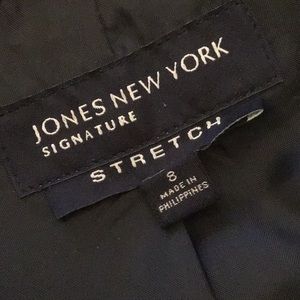 JONES NEW YORK
SIGNATURE
STRETCH
8
MADE IN
PHILIPPINES